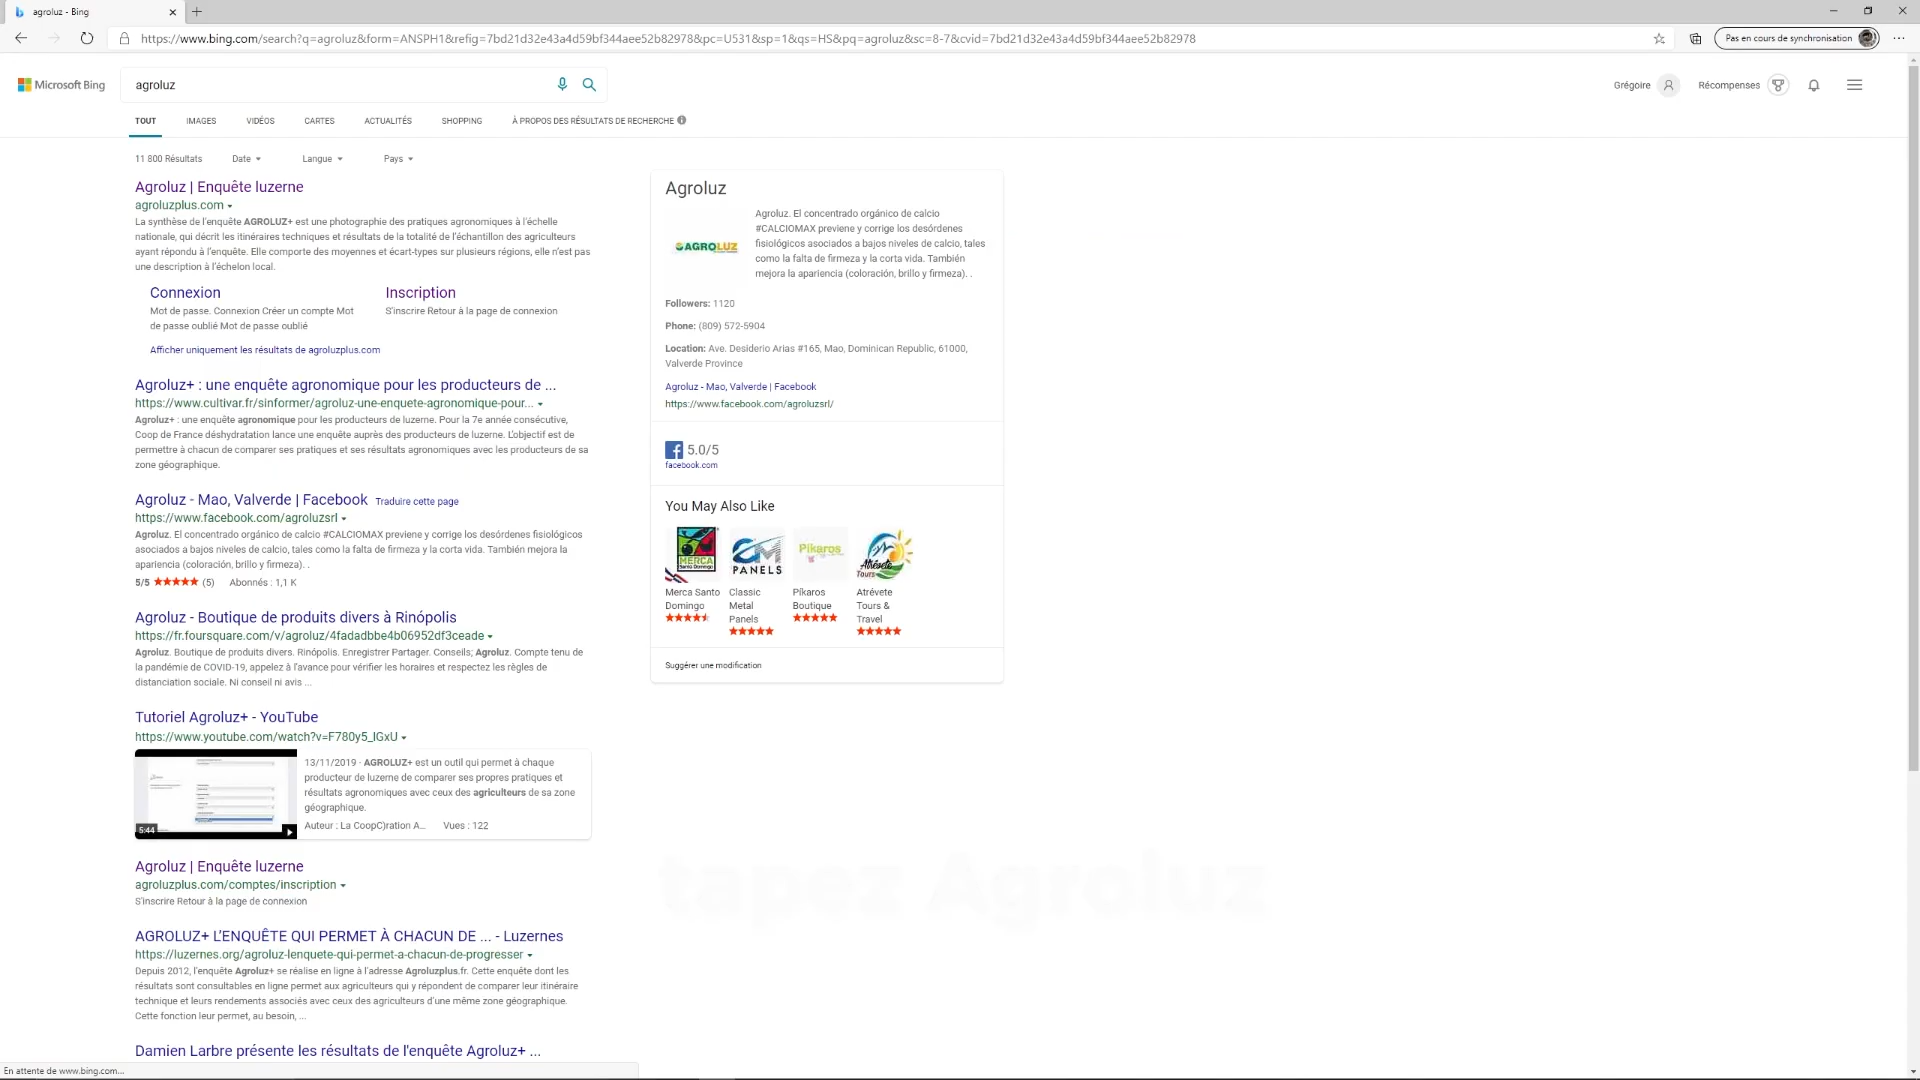 agroluz - Bing
https://www.bing.com/search?q=agroluz&form=ANSPH1&refig=7bd21d32e43a4d59bf344aee52b82978&pc=U531&sp=1&qs=HS&pq=agroluz&sc=8-7&cvid=7bd21d32e43a4d59bf344aee52b82978
Pas en cours de synchronisation
Microsoft Bing
agroluz
Grégoire
Récompenses
TOUT IMAGES VIDÉOS CARTES ACTUALITÉS SHOPPING À PROPOS DES RÉSULTATS DE RECHERCHE
11 800 Résultats Date Langue Pays
Agroluz | Enquête luzerne
agroluzplus.com
La synthèse de l'enquête AGROLUZ+ est une photographie des pratiques agronomiques à l'échelle
nationale, qui décrit les itinéraires techniques et résultats de la totalité de l'échantillon des agriculteurs
ayant répondu à l'enquête. Elle comporte des moyennes et écart-types sur plusieurs régions, elle n'est pas
une description à l'échelon local.
Connexion
Mot de passe. Connexion Créer un compte Mot
de passe oublié Mot de passe oublié
Inscription
S'inscrire Retour à la page de connexion
Afficher uniquement les résultats de agroluzplus.com
Agroluz+ : une enquête agronomique pour les producteurs de ...
https://www.cultivar.fr/sinformer/agroluz-une-enquete-agronomique-pour...
Agroluz+ : une enquête agronomique pour les producteurs de luzerne. Pour la 7e année consécutive,
Coop de France déshydratation lance une enquête auprès des producteurs de luzerne. L'objectif est de
permettre à chacun de comparer ses pratiques et ses résultats agronomiques avec les producteurs de sa
zone géographique.
Agroluz - Mao, Valverde | Facebook Traduire cette page
https://www.facebook.com/agroluzsrl
Agroluz. El concentrado orgánico de calcio #CALCIOMAX previene y corrige los desórdenes fisiológicos
asociados a bajos niveles de calcio, tales como la falta de firmeza y la corta vida. También mejora la
apariencia (coloración, brillo y firmeza). .
5/5 ★★★★★ (5) Abonnés : 1,1 K
Agroluz - Boutique de produits divers à Rinópolis
https://fr.foursquare.com/v/agroluz/4fadadbbe4b06952df3ceade
Agroluz. Boutique de produits divers. Rinópolis. Enregistrer Partager. Conseils; Agroluz. Compte tenu de
la pandémie de COVID-19, appelez à l'avance pour vérifier les horaires et respectez les règles de
distanciation sociale. Ni conseil ni avis ...
Tutoriel Agroluz+ - YouTube
https://www.youtube.com/watch?v=F780y5_IGxU
5:44
13/11/2019 · AGROLUZ+ est un outil qui permet à chaque
producteur de luzerne de comparer ses propres pratiques et
résultats agronomiques avec ceux des agriculteurs de sa zone
géographique.
Auteur : La CoopC)ration A... Vues : 122
Agroluz | Enquête luzerne
agroluzplus.com/comptes/inscription
S'inscrire Retour à la page de connexion
AGROLUZ+ L'ENQUÊTE QUI PERMET À CHACUN DE ... - Luzernes
https://luzernes.org/agroluz-lenquete-qui-permet-a-chacun-de-progresser
Depuis 2012, l'enquête Agroluz+ se réalise en ligne à l'adresse Agroluzplus.fr. Cette enquête dont les
résultats sont consultables en ligne permet aux agriculteurs qui y répondent de comparer leur itinéraire
technique et leurs rendements associés avec ceux des agriculteurs d'une même zone géographique.
Cette fonction leur permet, au besoin, ...
Damien Larbre présente les résultats de l'enquête Agroluz+ ...
En attente de www.bing.com...
Agroluz
AGROLUZ
Agroluz. El concentrado orgánico de calcio
#CALCIOMAX previene y corrige los desórdenes
fisiológicos asociados a bajos niveles de calcio, tales
como la falta de firmeza y la corta vida. También
mejora la apariencia (coloración, brillo y firmeza). .
Followers: 1120
Phone: (809) 572-5904
Location: Ave. Desiderio Arias #165, Mao, Dominican Republic, 61000,
Valverde Province
Agroluz - Mao, Valverde | Facebook
https://www.facebook.com/agroluzsrl/
5.0/5
facebook.com
You May Also Like
MERCA
Santo Domingo
CM
PANELS
Pikaros
Atrévete
Tours
Merca Santo
Domingo
Classic
Metal
Panels
Píkaros
Boutique
Atrévete
Tours &
Travel
Suggérer une modification
tapez Agroluz